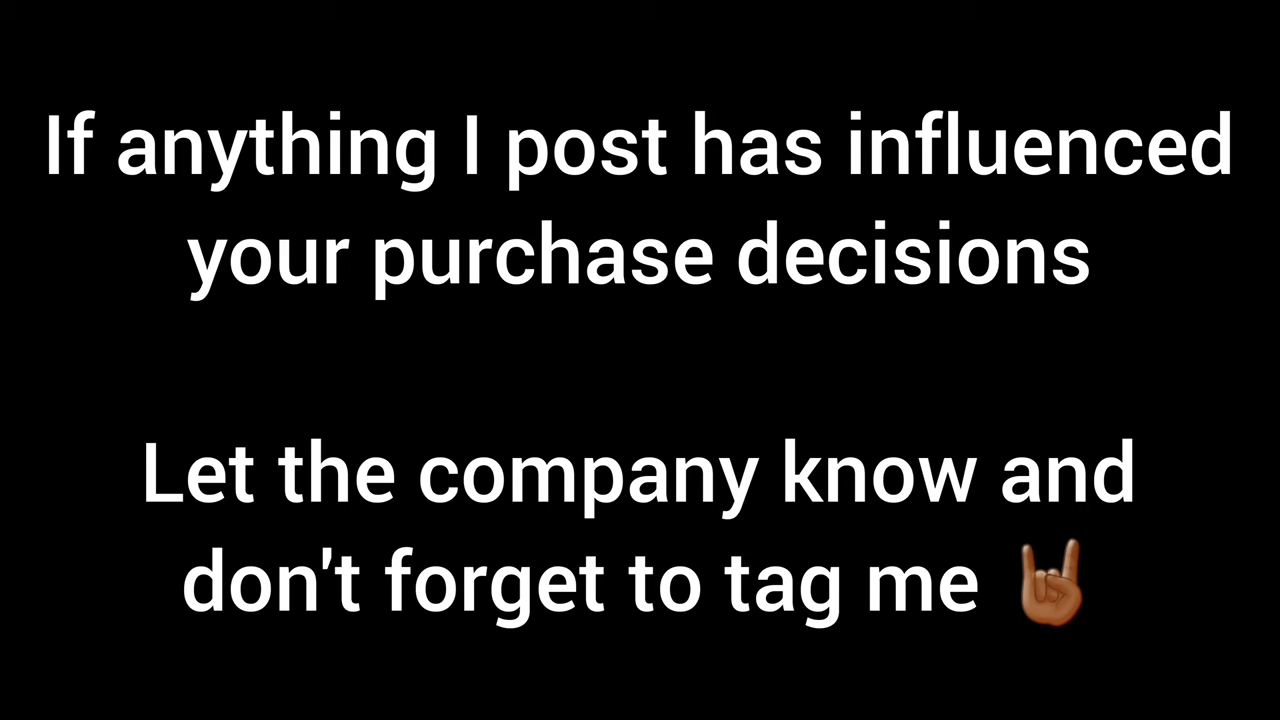 If anything I post has influenced
your purchase decisions
Let the company know and
don't forget to tag me 🤘🏾